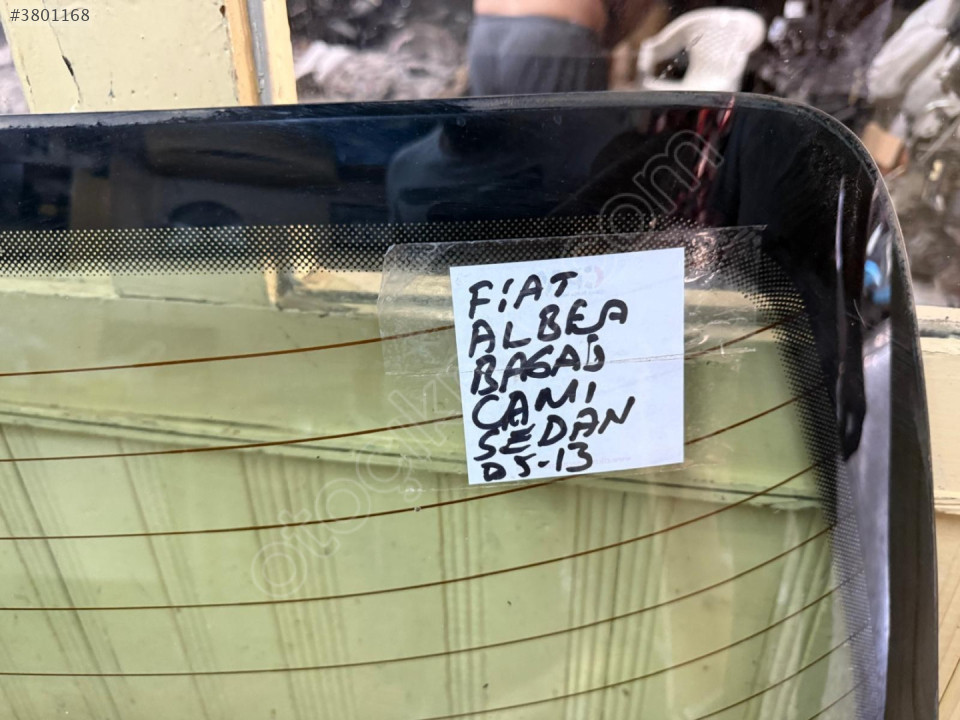 #3801168
FiAT
ALBEA
BAGAJ
CAMI
SEDAN
05-13